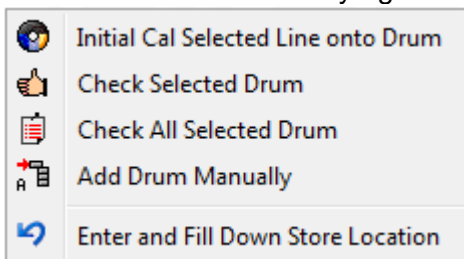 Initial Cal Selected Line onto Drum
Check Selected Drum
Check All Selected Drum
A
Add Drum Manually
Enter and Fill Down Store Location